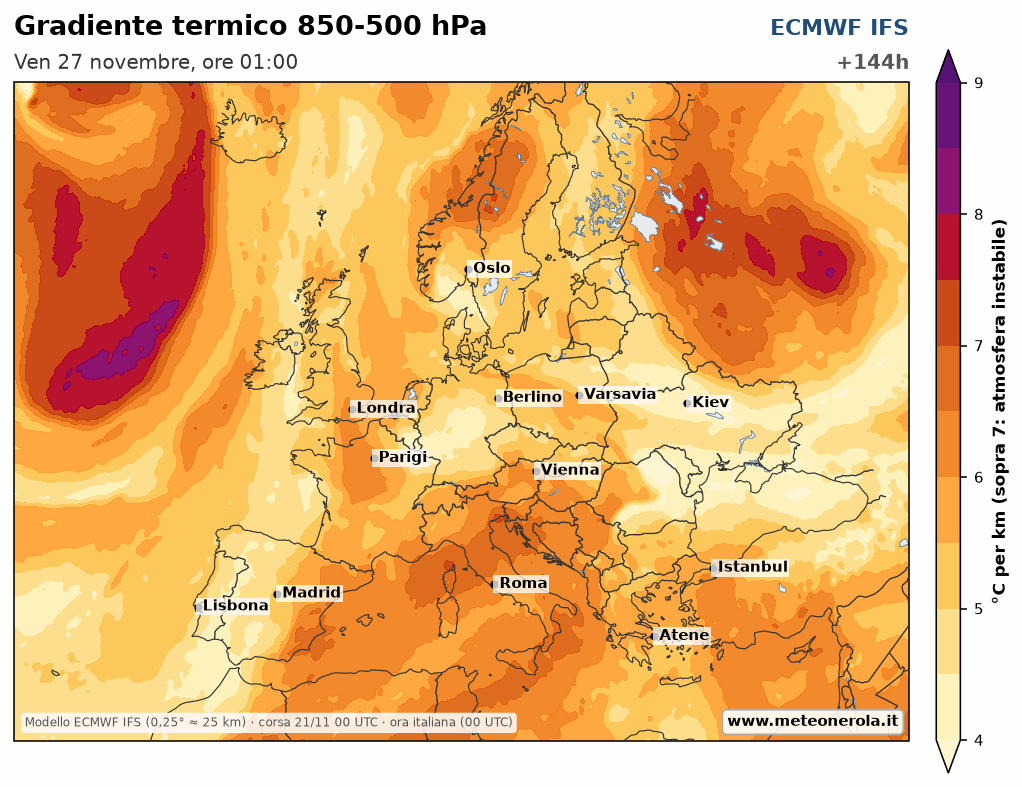 Gradiente termico 850-500 hPa
ECMWF IFS
Ven 27 novembre, ore 01:00
+144h
9
8
7
6
5
4
°C per km (sopra 7: atmosfera instabile)
Oslo
Londra
Berlino
Varsavia
Kiev
Parigi
Vienna
Istanbul
Roma
Madrid
Lisbona
Atene
Modello ECMWF IFS (0,25° ≈ 25 km) · corsa 21/11 00 UTC · ora italiana (00 UTC)
www.meteonerola.it